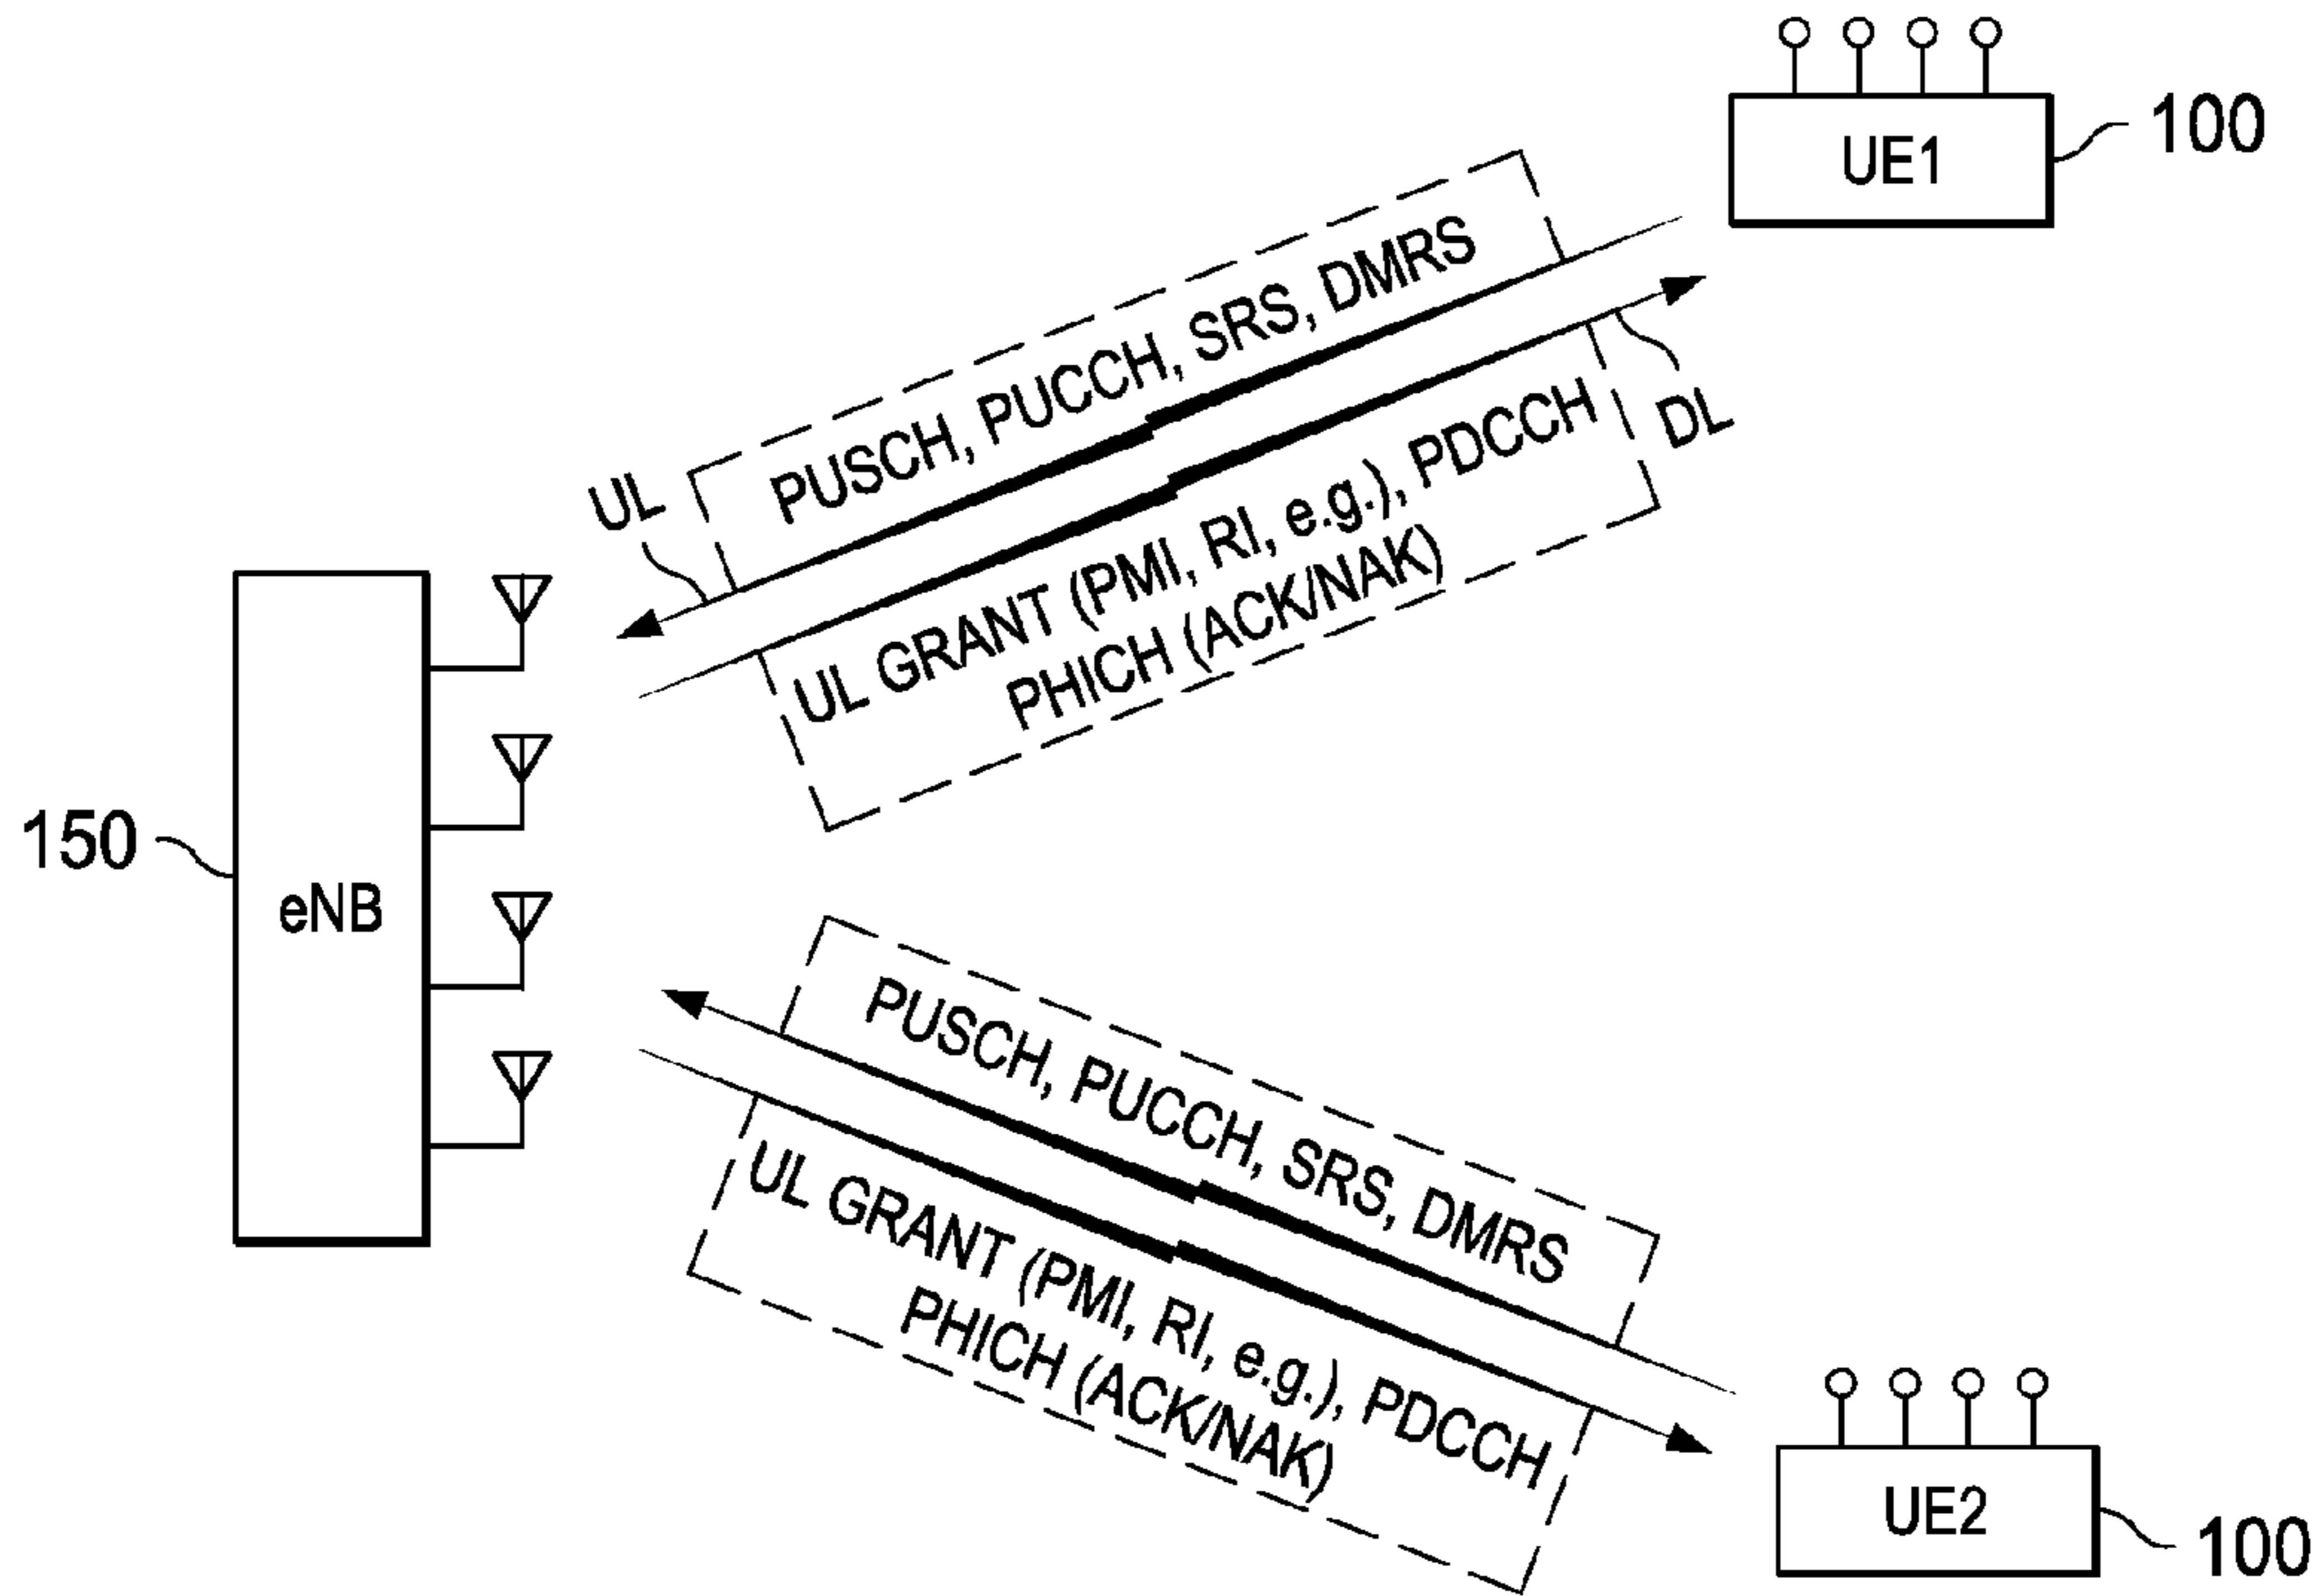 UE1
100
PUSCH, PUCCH, SRS, DMRS
UL
DL
UL GRANT (PMI, RI, e.g.), PDCCH
PHICH (ACK/NAK)
150
eNB
PUSCH, PUCCH, SRS, DMRS
UL GRANT (PMI, RI, e.g.), PDCCH
PHICH (ACK/NAK)
UE2
100